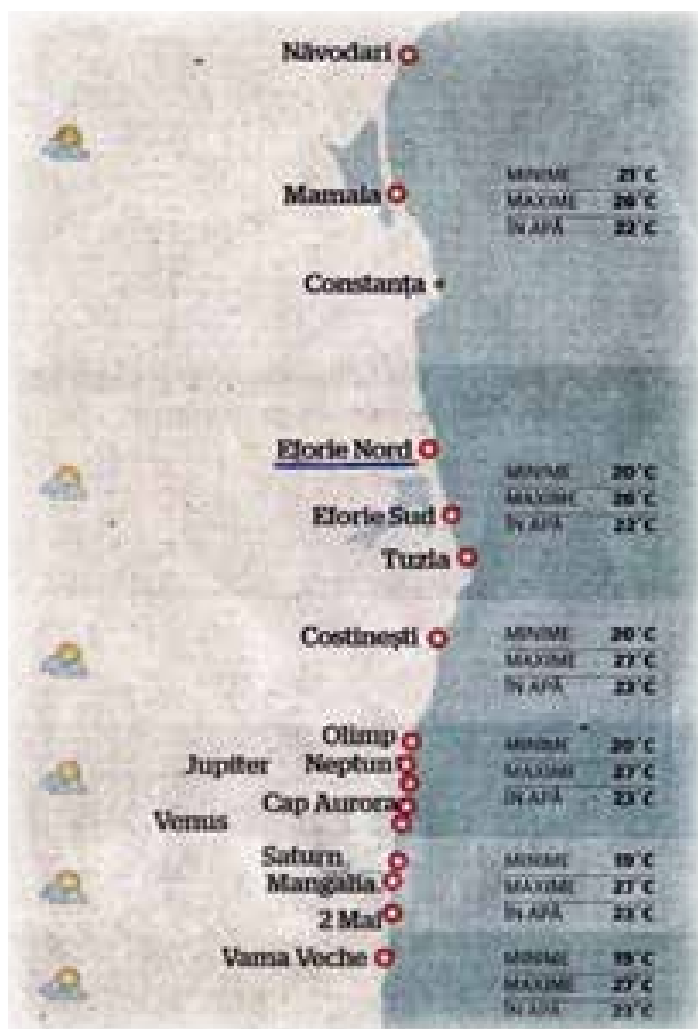 Năvodari
MINIME 21°C
Mamaia
MAXIME 26°C
ÎN APĂ 22°C
Constanța
Eforie Nord
MINIME 20°C
MAXIME 26°C
Eforie Sud
ÎN APĂ 22°C
Tuzla
Costinești
MINIME 20°C
MAXIME 27°C
ÎN APĂ
Olimp
MINIME 20°C
Jupiter Neptun
MAXIME 27°C
Cap Aurora
ÎN APĂ 23°C
Venus
Saturn,
MINIME 19°C
Mangalia,
MAXIME 27°C
2 Mai
ÎN APĂ 23°C
Vama Veche
MINIME 19°C
MAXIME 27°C
ÎN APĂ 23°C